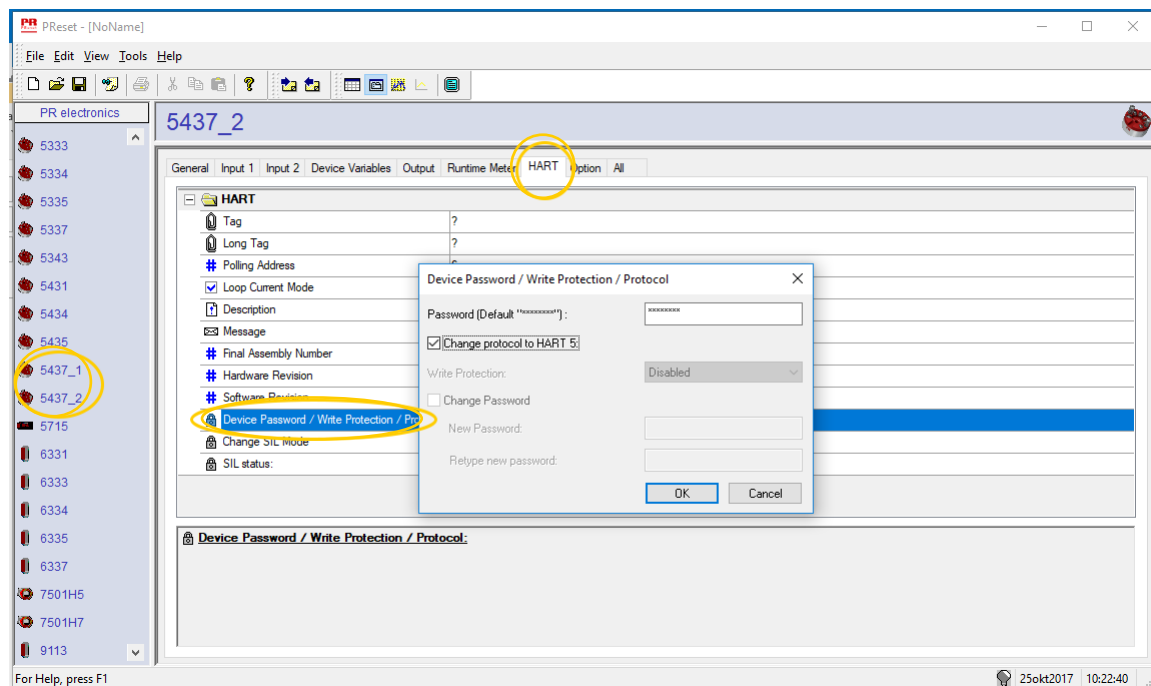 PR PReset - [NoName]
File Edit View Tools Help
PR electronics
5333
5334
5335
5337
5343
5431
5434
5435
5437_1
5437_2
5715
6331
6333
6334
6335
6337
7501H5
7501H7
9113
5437_2
General Input 1 Input 2 Device Variables Output Runtime Meter HART Option All
HART
Tag ?
Long Tag ?
Polling Address
Loop Current Mode
Description
Message
Final Assembly Number
Hardware Revision
Software Revision
Device Password / Write Protection / Pro
Change SIL Mode
SIL status:
Device Password / Write Protection / Protocol
Password (Default "********") : ********
Change protocol to HART 5:
Write Protection: Disabled
Change Password
New Password:
Retype new password:
OK Cancel
Device Password / Write Protection / Protocol:
For Help, press F1 25okt2017 10:22:40